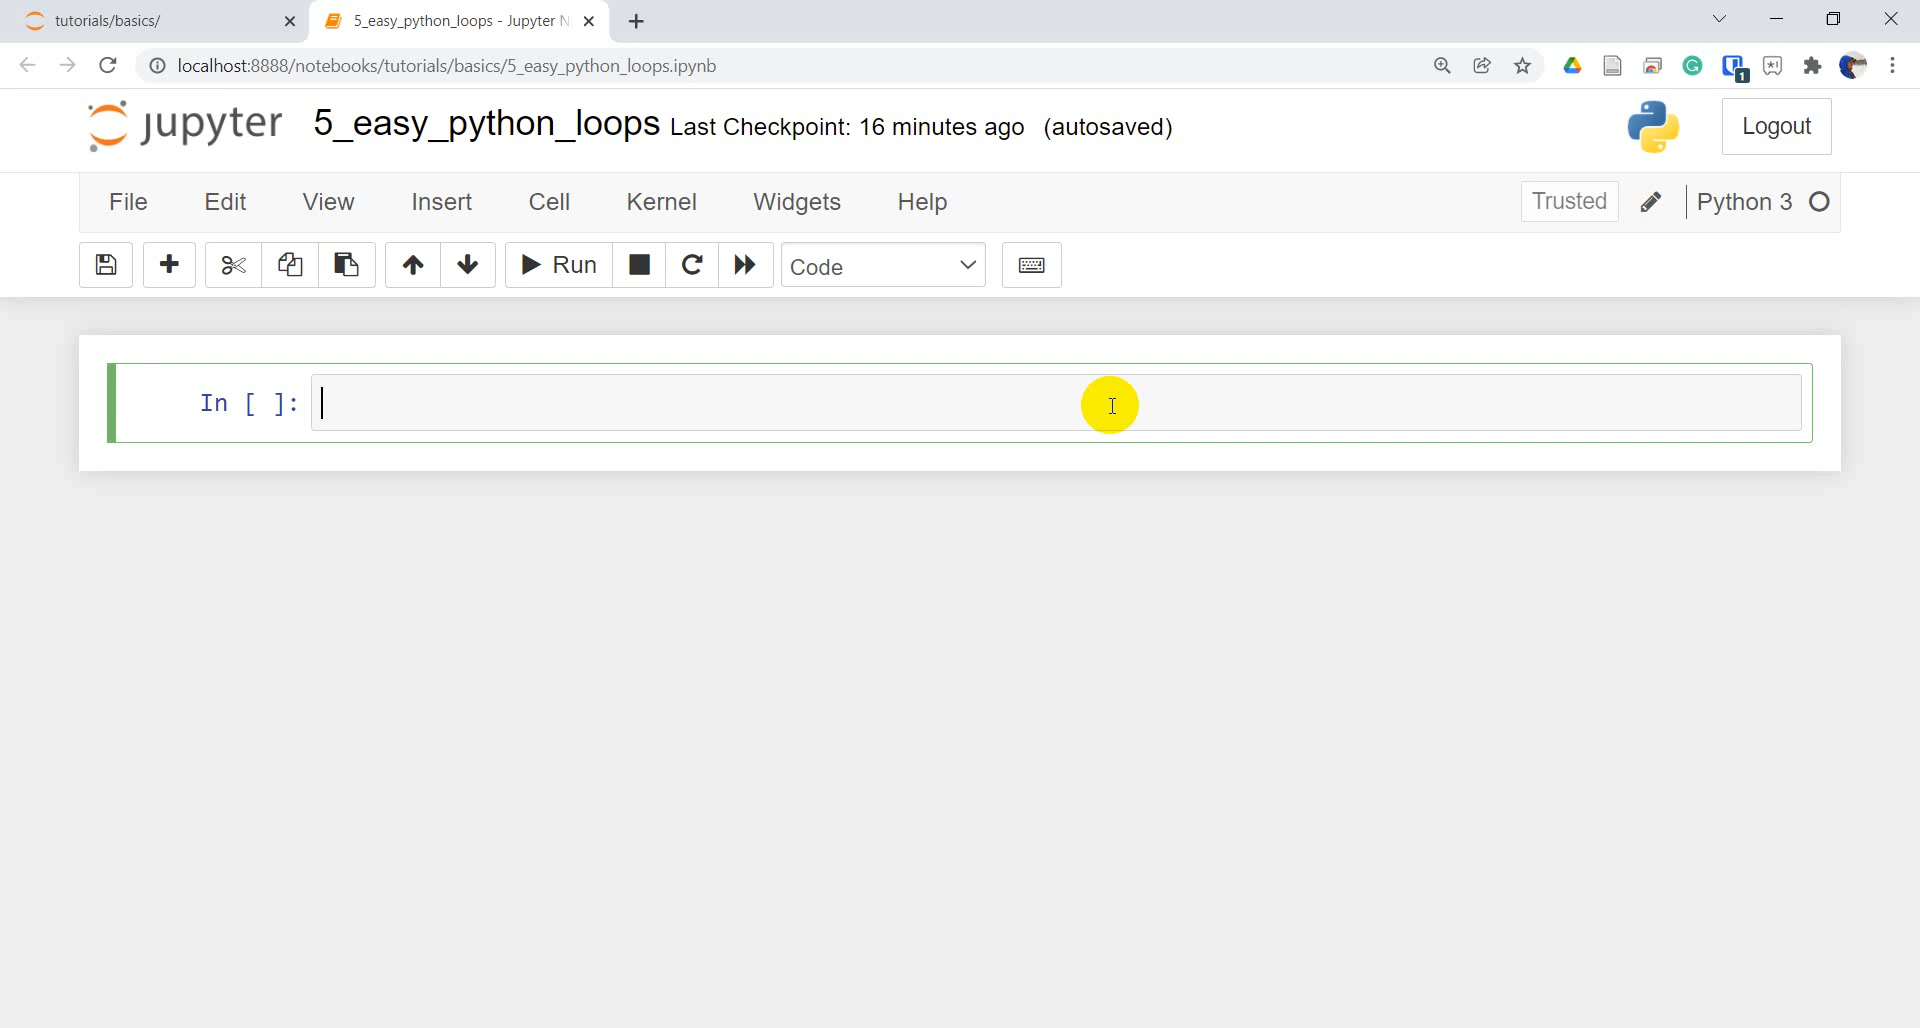 tutorials/basics/
5_easy_python_loops - Jupyter N
localhost:8888/notebooks/tutorials/basics/5_easy_python_loops.ipynb
1
jupyter 5_easy_python_loops Last Checkpoint: 16 minutes ago (autosaved)
Logout
File Edit View Insert Cell Kernel Widgets Help
Trusted
Python 3
Run
Code
In [ ]: